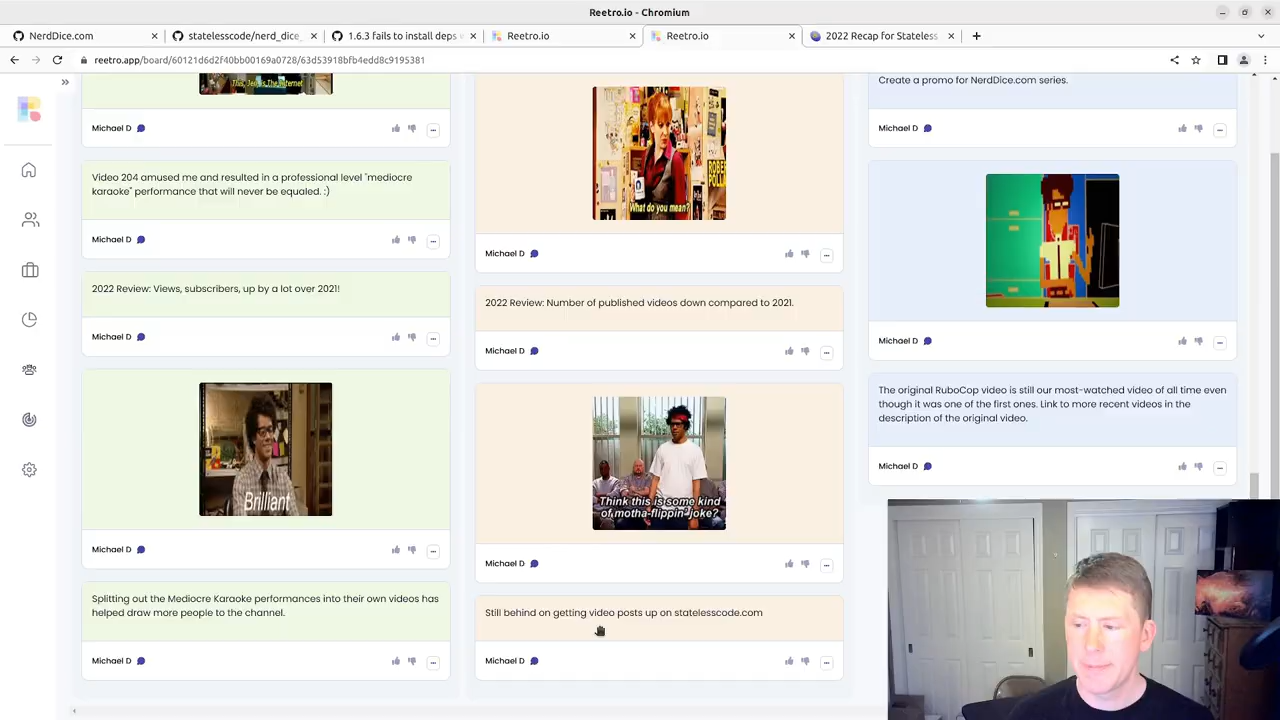 Reetro.io - Chromium
NerdDice.com
statelesscode/nerd_dice_
1.6.3 fails to install deps
Reetro.io
Reetro.io
2022 Recap for Stateless
reetro.app/board/60121d6d2f40bb00169a0728/63d53918bfb4edd8c9195381
This, Jen, is The Internet
Michael D
Video 204 amused me and resulted in a professional level "mediocre
karaoke" performance that will never be equaled. :)
Michael D
2022 Review: Views, subscribers, up by a lot over 2021!
Michael D
Brilliant
Michael D
Splitting out the Mediocre Karaoke performances into their own videos has
helped draw more people to the channel.
Michael D
What do you mean?
Michael D
2022 Review: Number of published videos down compared to 2021.
Michael D
Think this is some kind
of motha-flippin' joke?
Michael D
Still behind on getting video posts up on statelesscode.com
Michael D
Create a promo for NerdDice.com series.
Michael D
Michael D
The original RuboCop video is still our most-watched video of all time even
though it was one of the first ones. Link to more recent videos in the
description of the original video.
Michael D